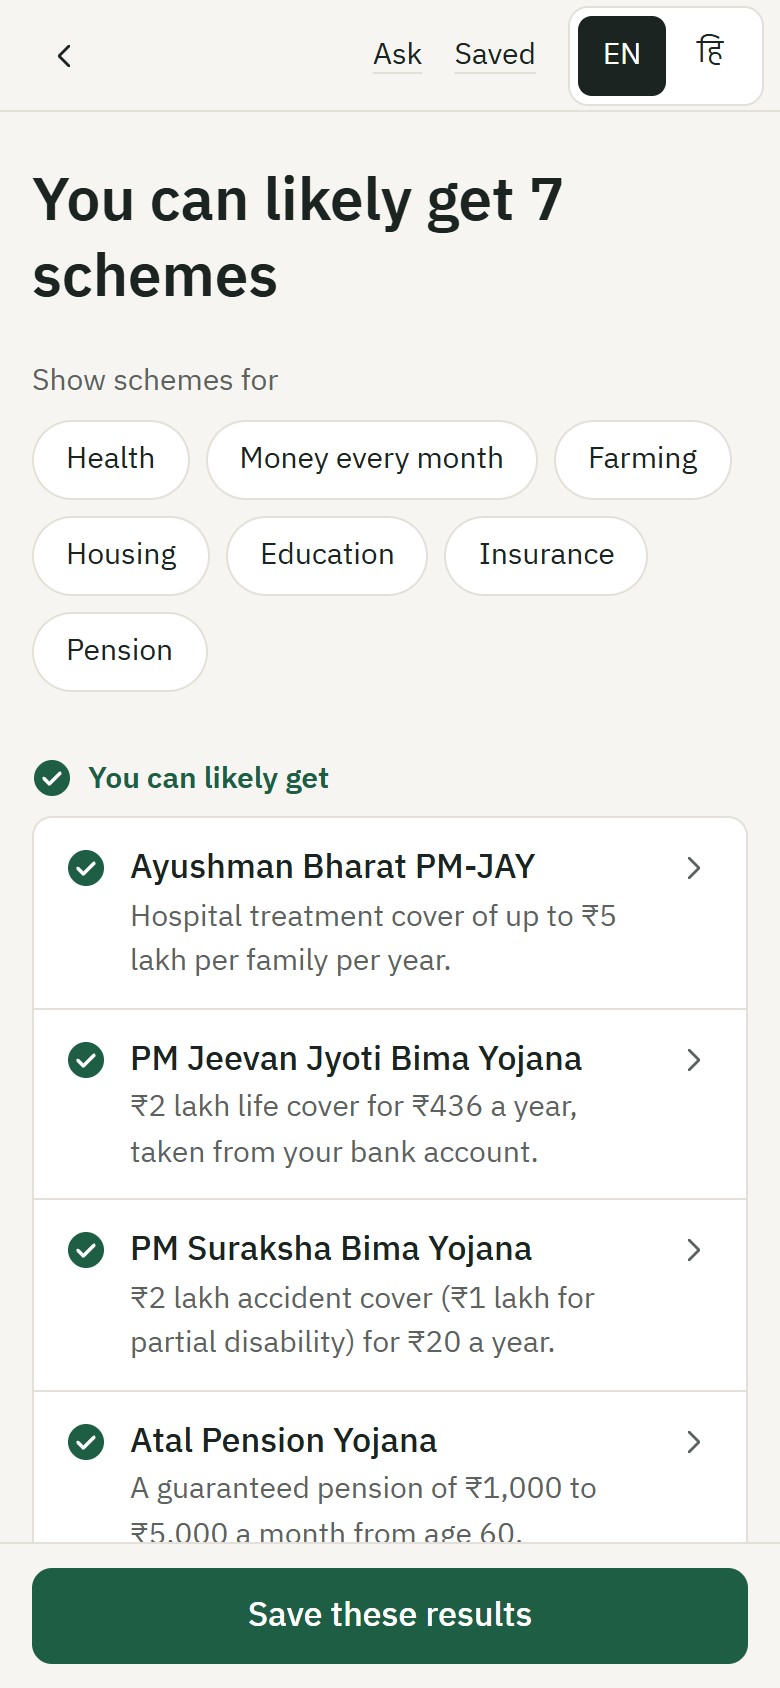 Ask Saved EN हि
You can likely get 7
schemes
Show schemes for
Health Money every month Farming
Housing Education Insurance
Pension
You can likely get
Ayushman Bharat PM-JAY
Hospital treatment cover of up to ₹5
lakh per family per year.
PM Jeevan Jyoti Bima Yojana
₹2 lakh life cover for ₹436 a year,
taken from your bank account.
PM Suraksha Bima Yojana
₹2 lakh accident cover (₹1 lakh for
partial disability) for ₹20 a year.
Atal Pension Yojana
A guaranteed pension of ₹1,000 to
₹5,000 a month from age 60.
Save these results